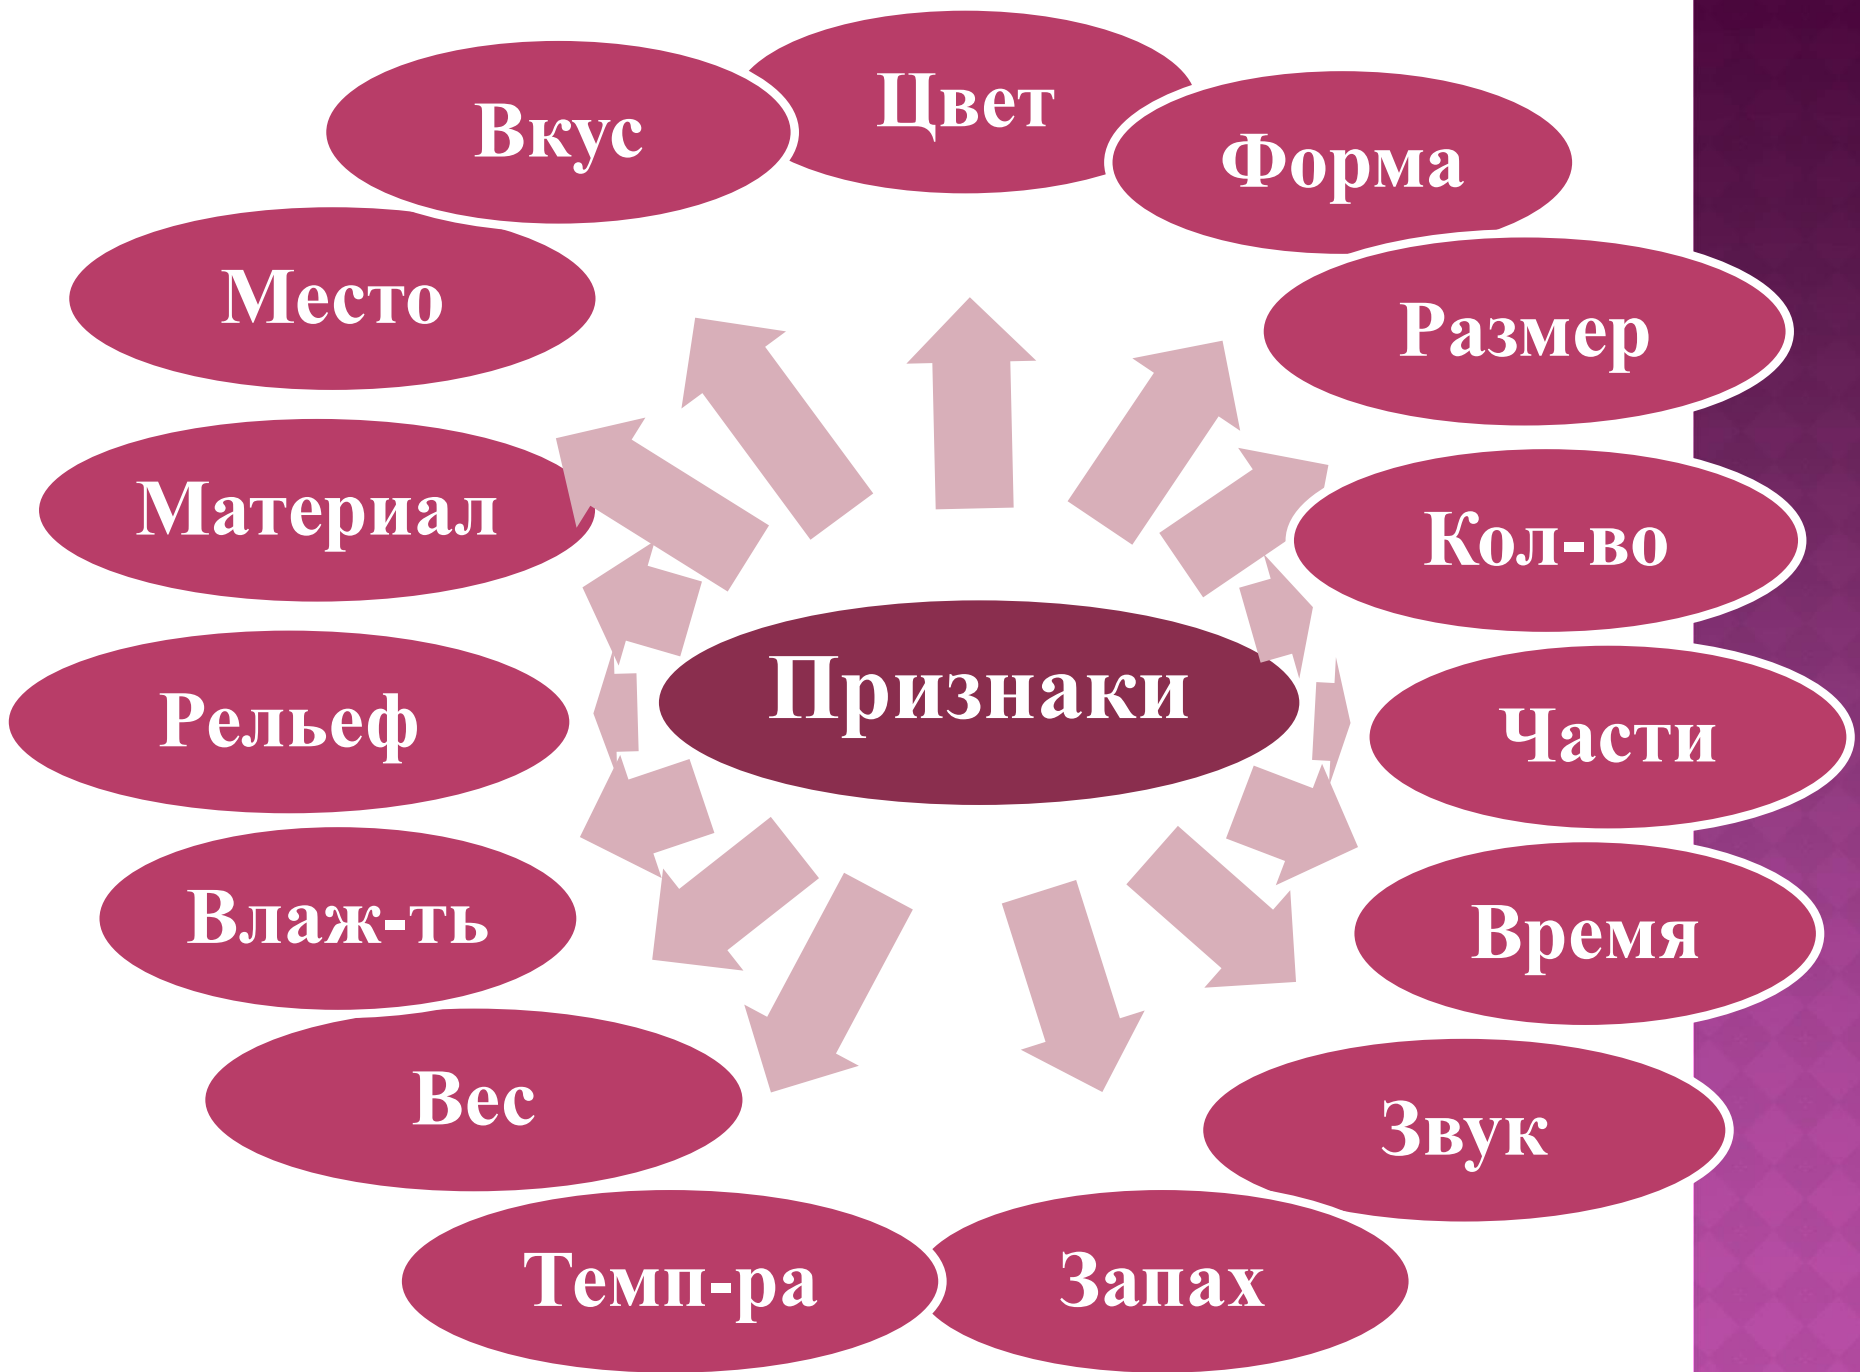 Цвет
Форма
Размер
Кол-во
Части
Время
Звук
Запах
Темп-ра
Вес
Влаж-ть
Рельеф
Материал
Место
Вкус
Признаки